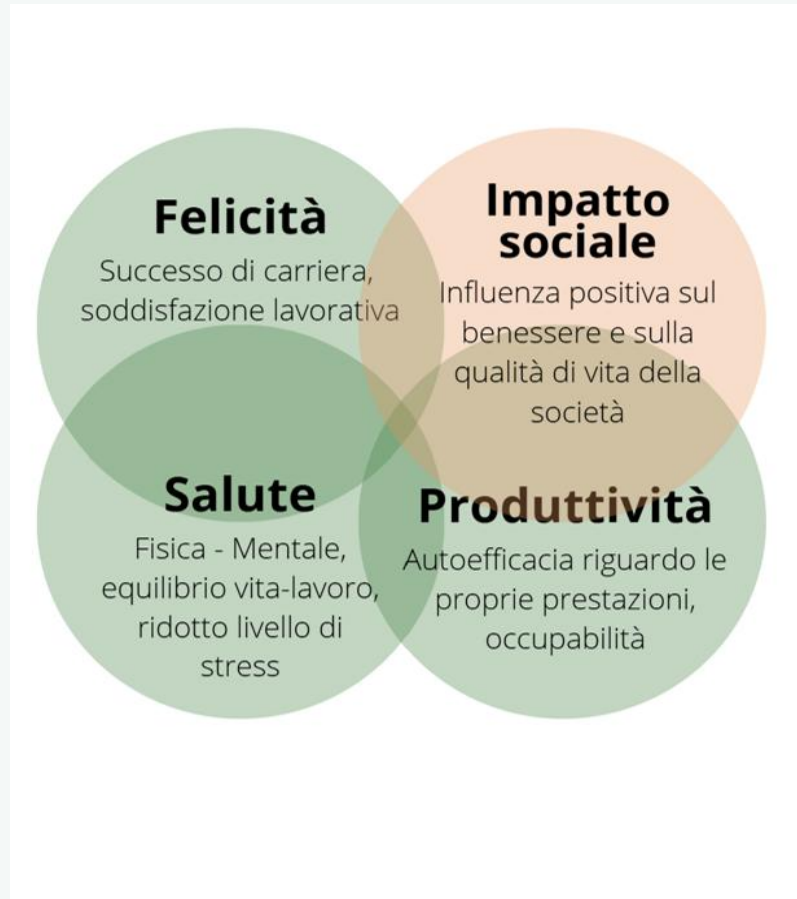 Felicità
Successo di carriera,
soddisfazione lavorativa
Impatto
sociale
Influenza positiva sul
benessere e sulla
qualità di vita della
società
Salute
Fisica - Mentale,
equilibrio vita-lavoro,
ridotto livello di
stress
Produttività
Autoefficacia riguardo le
proprie prestazioni,
occupabilità